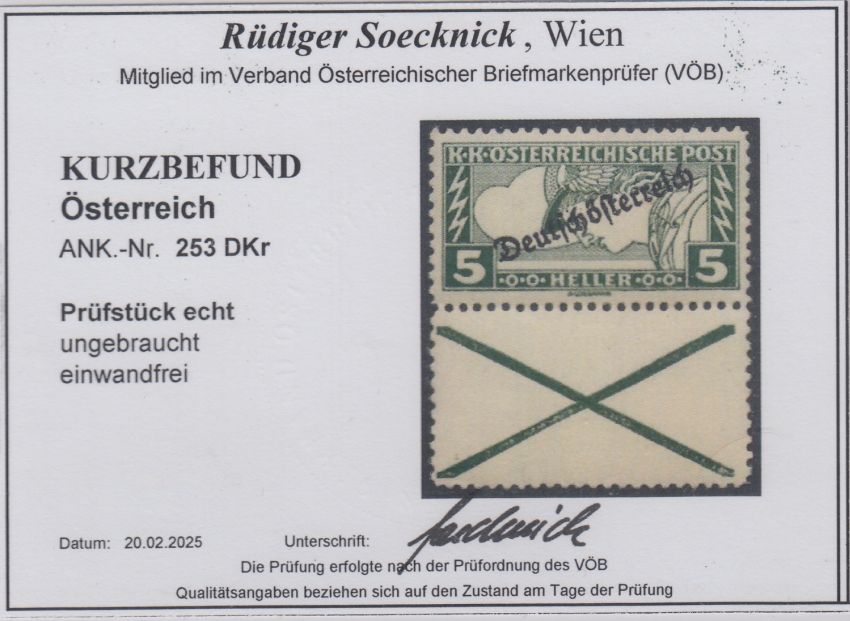 Rüdiger Soecknick , Wien
Mitglied im Verband Österreichischer Briefmarkenprüfer (VÖB)
KURZBEFUND
Österreich
ANK.-Nr. 253 DKr
Prüfstück echt
ungebraucht
einwandfrei
K·K·ÖSTERREICHISCHE POST
Deutschösterreich
5 ·O·O·HELLER·O·O· 5
Datum: 20.02.2025 Unterschrift: Soecknick
Die Prüfung erfolgte nach der Prüfordnung des VÖB
Qualitätsangaben beziehen sich auf den Zustand am Tage der Prüfung